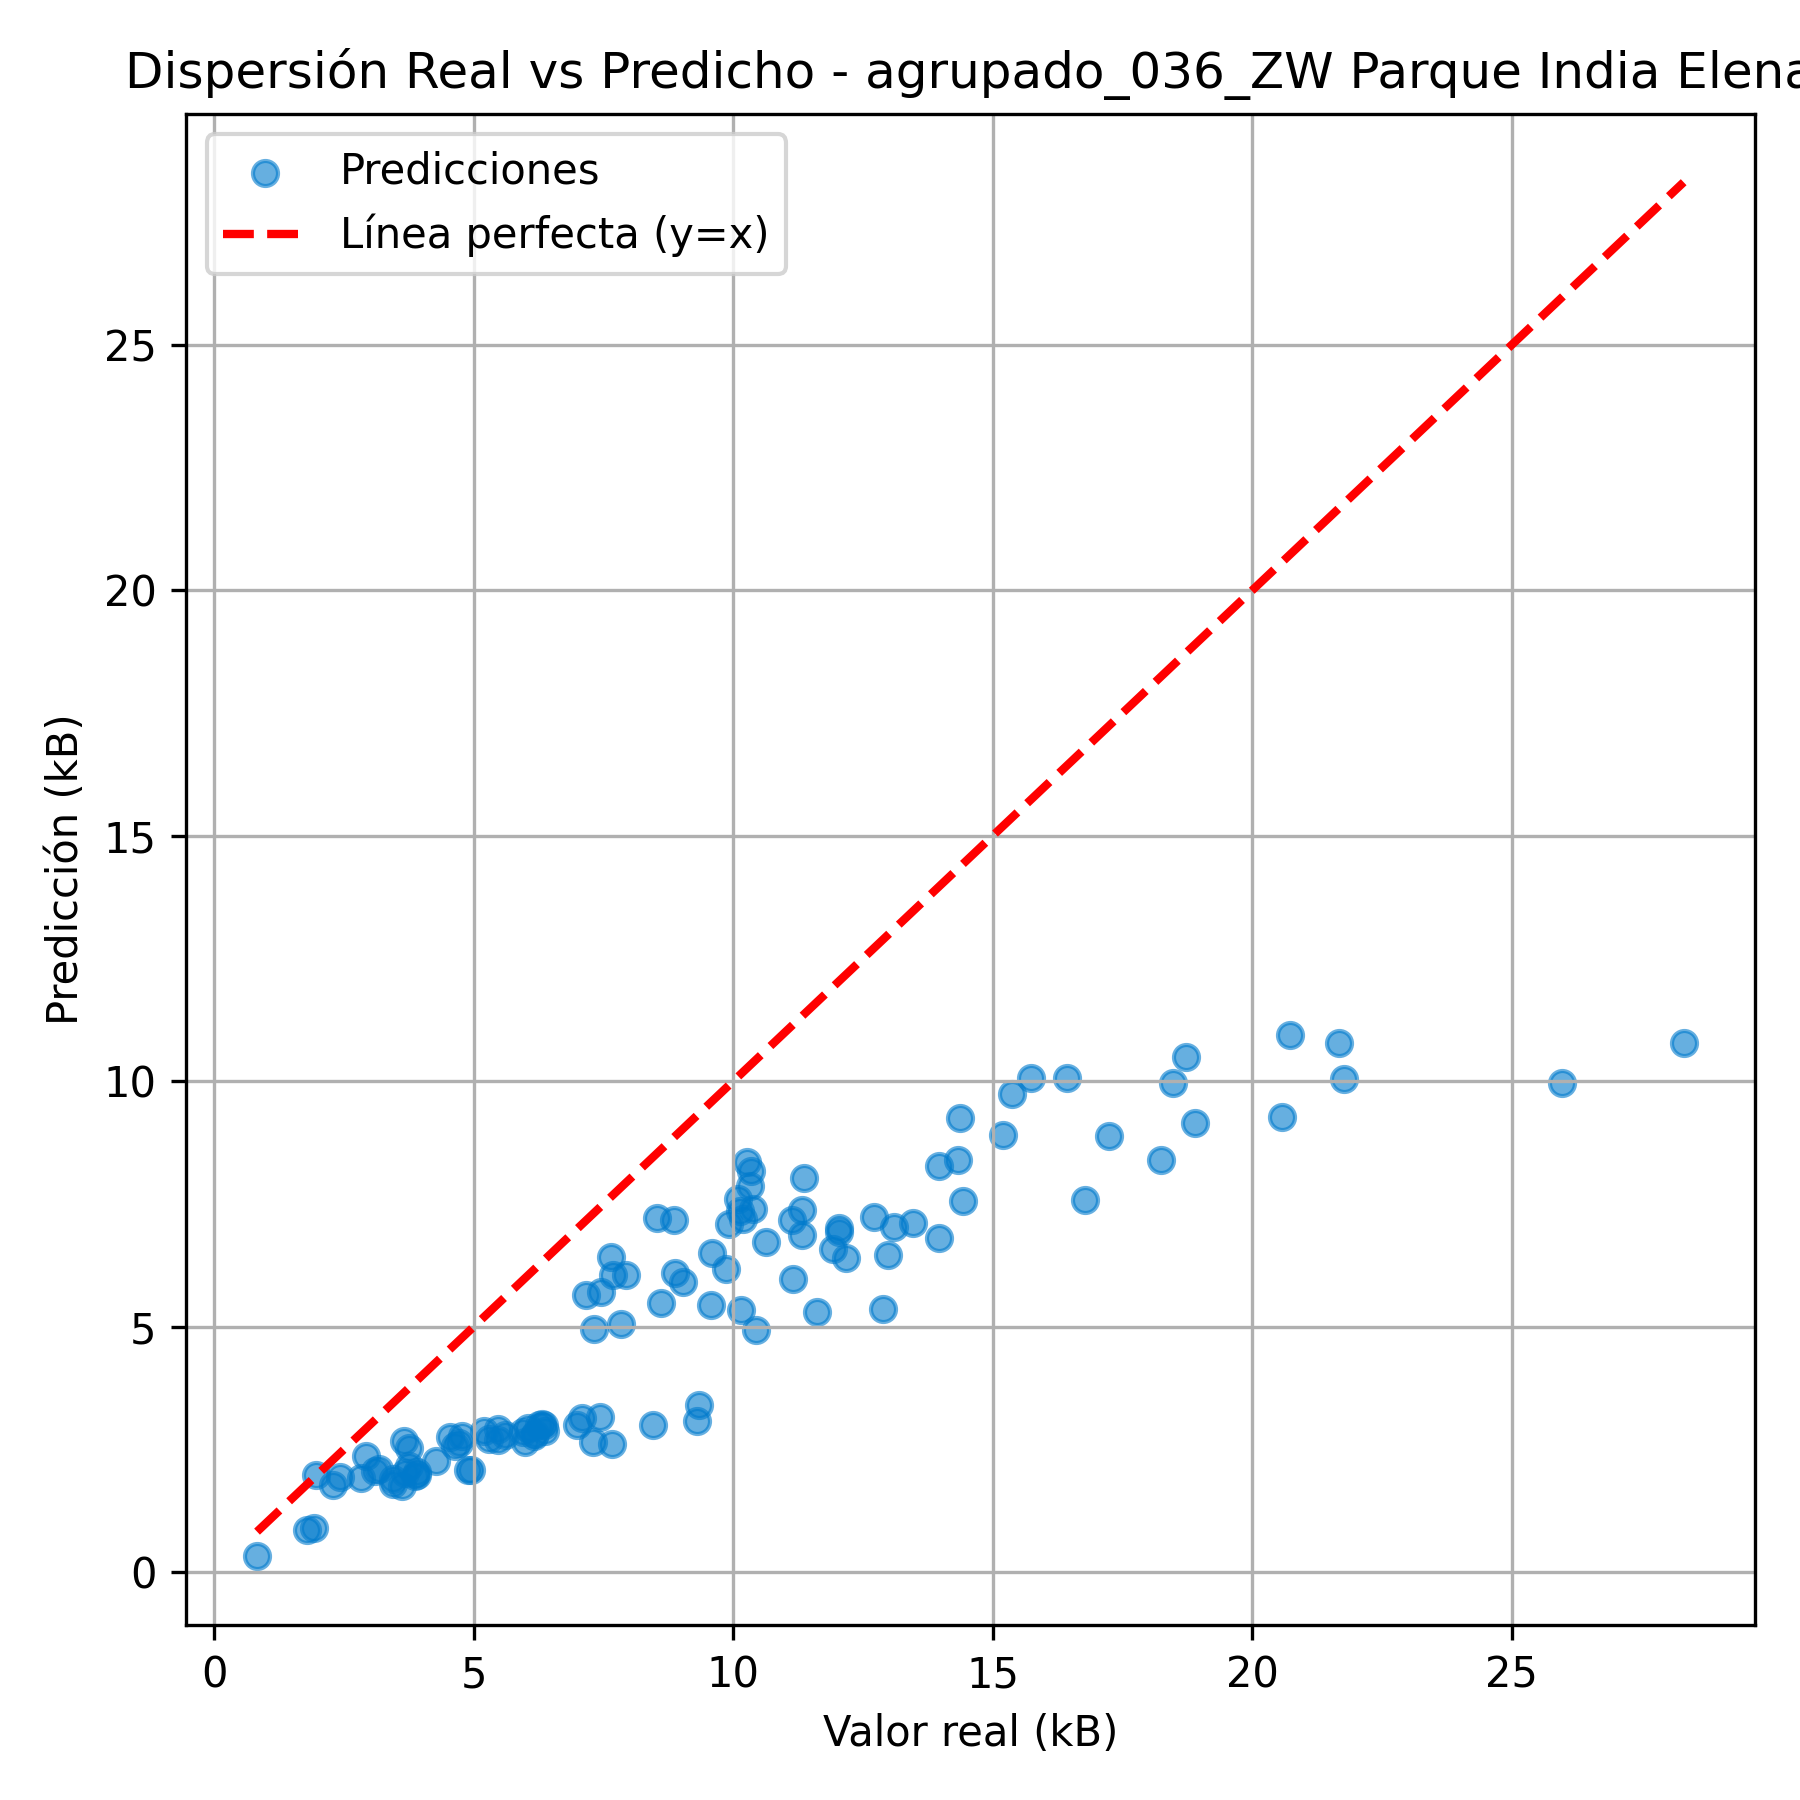 Dispersión Real vs Predicho - agrupado_036_ZW Parque India Elena
Predicciones
Línea perfecta (y=x)
25
20
15
10
5
0
Predicción (kB)
0 5 10 15 20 25
Valor real (kB)